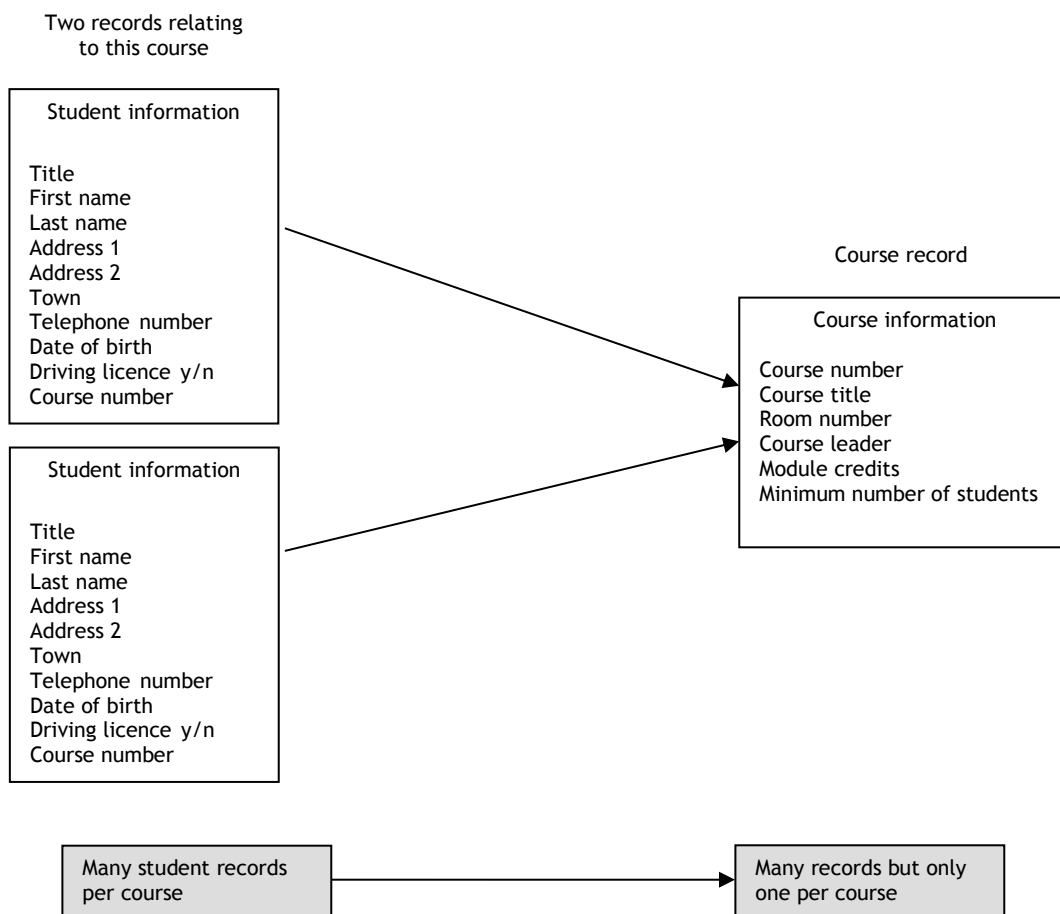 Two records relating
to this course
Student information
Title
First name
Last name
Address 1
Address 2
Town
Telephone number
Date of birth
Driving licence y/n
Course number
Student information
Title
First name
Last name
Address 1
Address 2
Town
Telephone number
Date of birth
Driving licence y/n
Course number
Course record
Course information
Course number
Course title
Room number
Course leader
Module credits
Minimum number of students
Many student records
per course
Many records but only
one per course